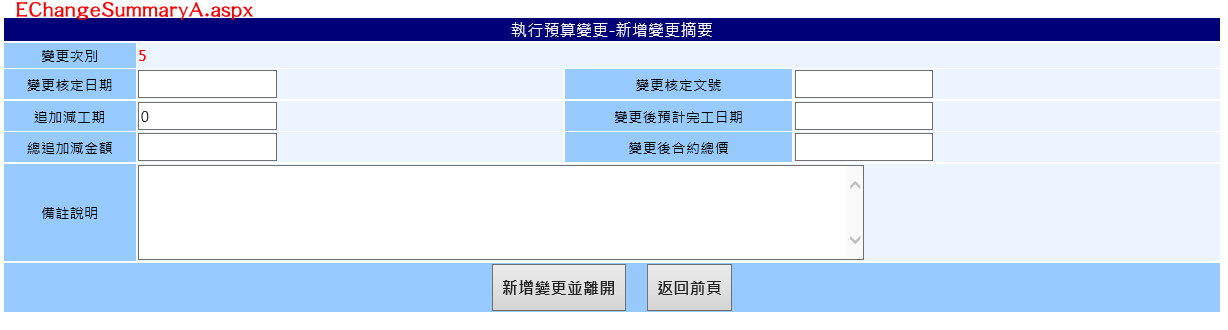 EChangeSummaryA.aspx
執行預算變更-新增變更摘要
變更次別 5
變更核定日期 變更核定文號
追加減工期 0 變更後預計完工日期
總追加減金額 變更後合約總價
備註說明
新增變更並離開 返回前頁